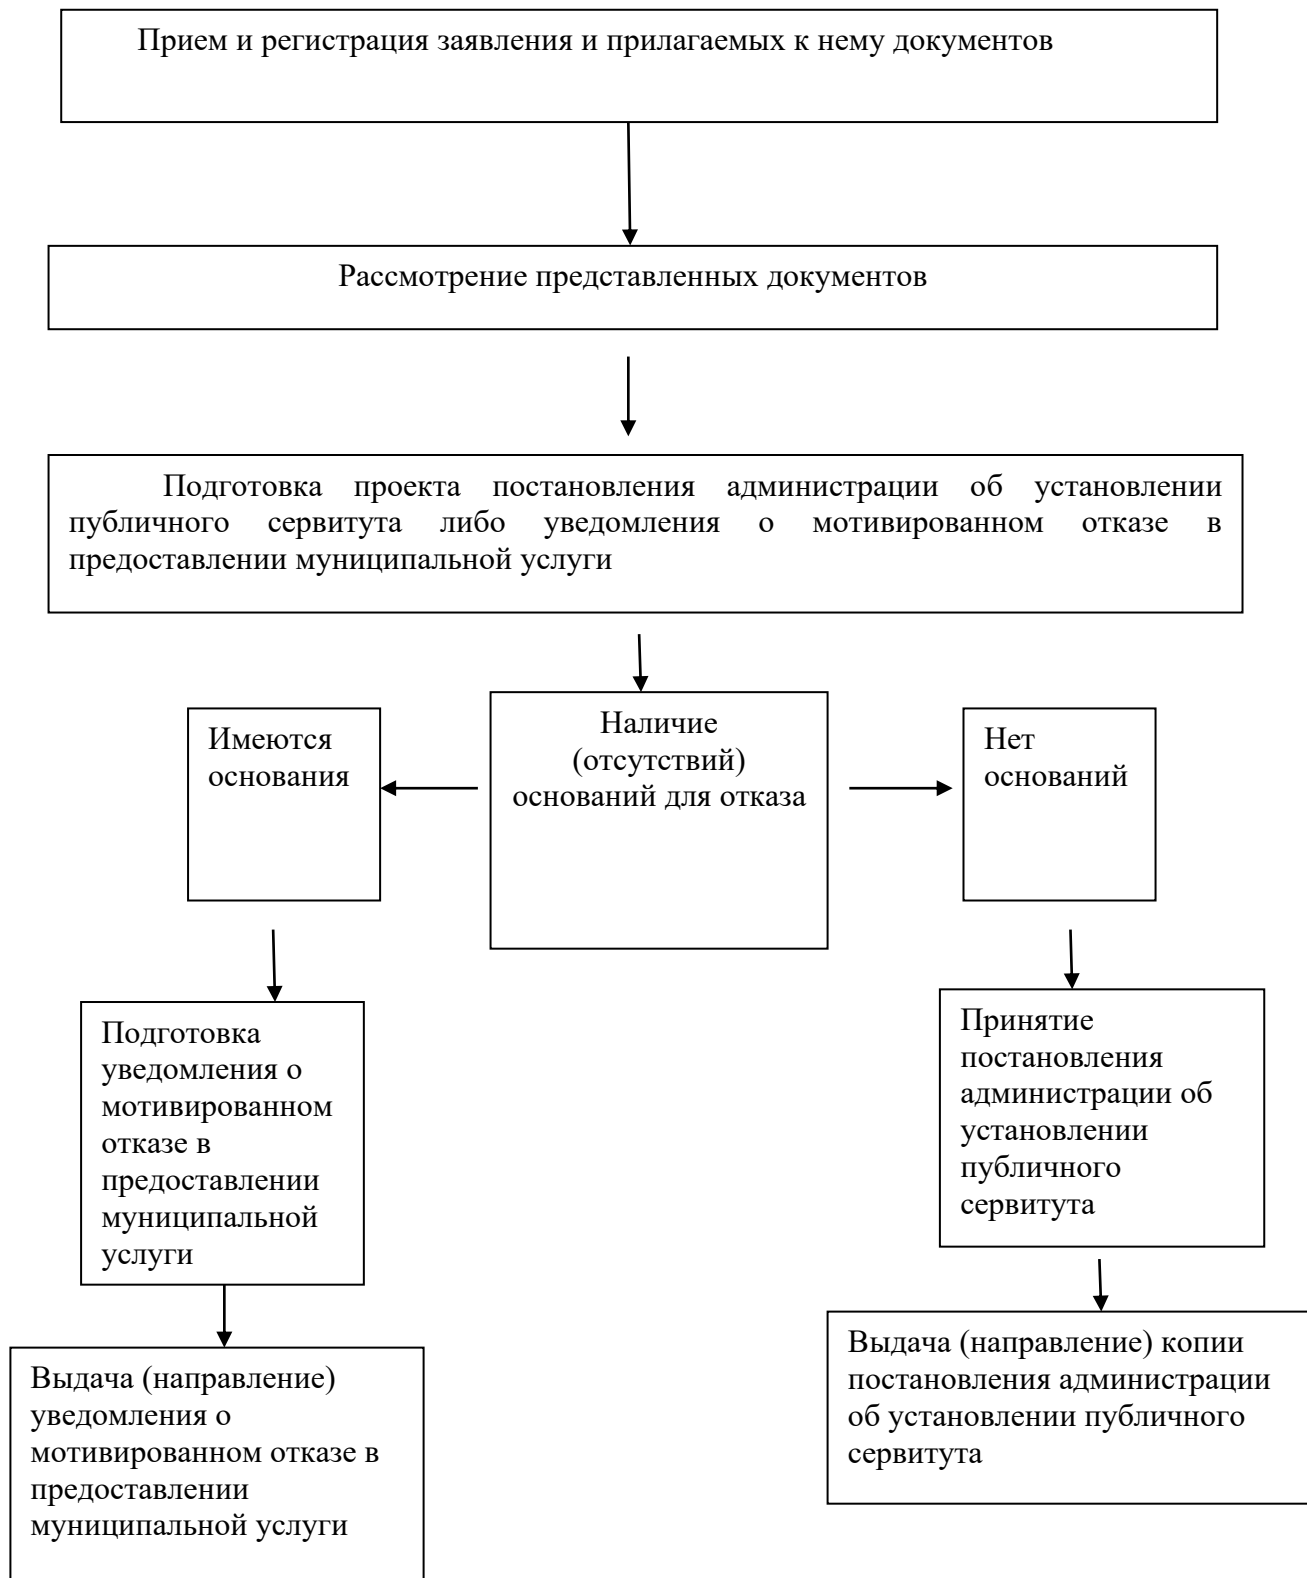 Прием и регистрация заявления и прилагаемых к нему документов
Рассмотрение представленных документов
Подготовка проекта постановления администрации об установлении
публичного сервитута либо уведомления о мотивированном отказе в
предоставлении муниципальной услуги
Имеются
основания
Наличие
(отсутствий)
оснований для отказа
Нет
оснований
Подготовка
уведомления о
мотивированном
отказе в
предоставлении
муниципальной
услуги
Принятие
постановления
администрации об
установлении
публичного
сервитута
Выдача (направление)
уведомления о
мотивированном отказе в
предоставлении
муниципальной услуги
Выдача (направление) копии
постановления администрации
об установлении публичного
сервитута